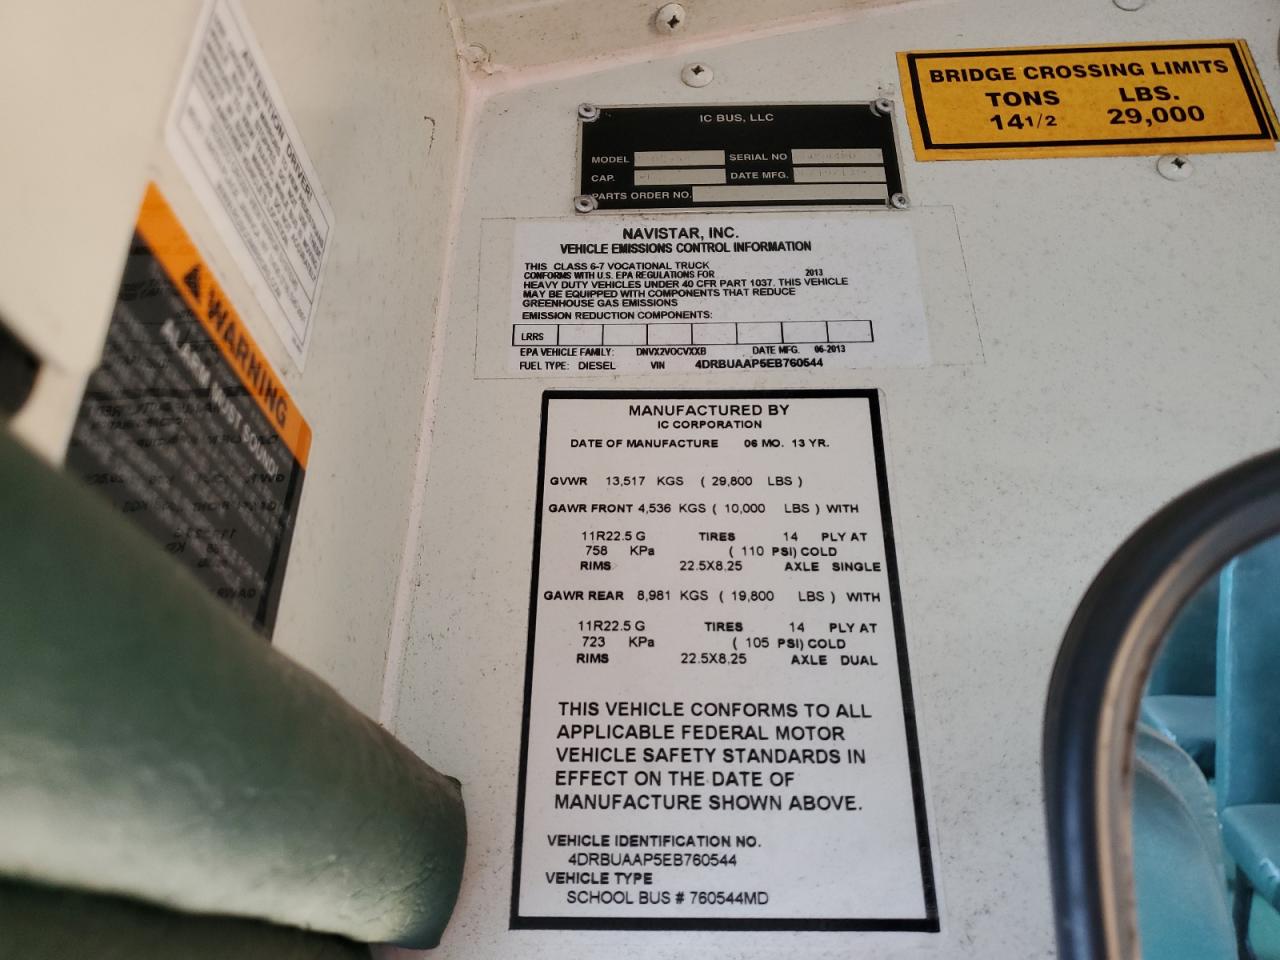 ATTENTION DRIVER!
WARNING
ALARM MUST SOUND
BRIDGE CROSSING LIMITS
TONS LBS.
14 1/2 29,000
IC BUS, LLC
MODEL SERIAL NO
CAP. DATE MFG.
PARTS ORDER NO.
NAVISTAR, INC.
VEHICLE EMISSIONS CONTROL INFORMATION
THIS CLASS 6-7 VOCATIONAL TRUCK
CONFORMS WITH U.S. EPA REGULATIONS FOR 2013
HEAVY DUTY VEHICLES UNDER 40 CFR PART 1037. THIS VEHICLE
MAY BE EQUIPPED WITH COMPONENTS THAT REDUCE
GREENHOUSE GAS EMISSIONS
EMISSION REDUCTION COMPONENTS:
LRRS
EPA VEHICLE FAMILY: DNVX2VOCVXXB DATE MFG. 06-2013
FUEL TYPE: DIESEL VIN 4DRBUAAP5EB760544
MANUFACTURED BY
IC CORPORATION
DATE OF MANUFACTURE 06 MO. 13 YR.
GVWR 13,517 KGS ( 29,800 LBS )
GAWR FRONT 4,536 KGS ( 10,000 LBS ) WITH
11R22.5 G TIRES 14 PLY AT
758 KPa ( 110 PSI) COLD
RIMS 22.5X8.25 AXLE SINGLE
GAWR REAR 8,981 KGS ( 19,800 LBS ) WITH
11R22.5 G TIRES 14 PLY AT
723 KPa ( 105 PSI) COLD
RIMS 22.5X8.25 AXLE DUAL
THIS VEHICLE CONFORMS TO ALL
APPLICABLE FEDERAL MOTOR
VEHICLE SAFETY STANDARDS IN
EFFECT ON THE DATE OF
MANUFACTURE SHOWN ABOVE.
VEHICLE IDENTIFICATION NO.
4DRBUAAP5EB760544
VEHICLE TYPE
SCHOOL BUS # 760544MD